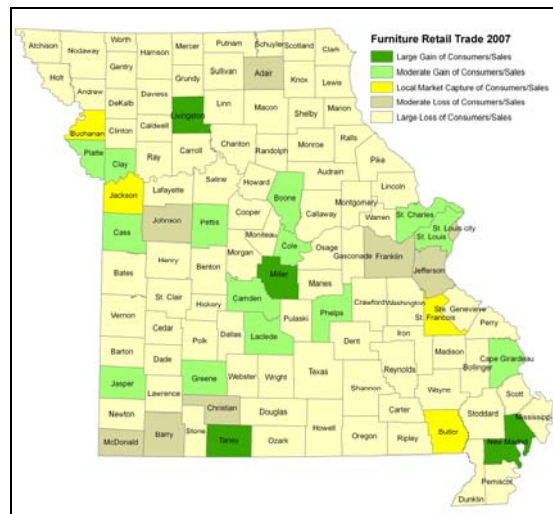 Furniture Retail Trade 2007
Large Gain of Consumers/Sales
Moderate Gain of Consumers/Sales
Local Market Capture of Consumers/Sales
Moderate Loss of Consumers/Sales
Large Loss of Consumers/Sales
Atchison
Nodaway
Worth
Harrison
Mercer
Putnam
Schuyler
Scotland
Clark
Holt
Gentry
Grundy
Sullivan
Adair
Knox
Lewis
Andrew
DeKalb
Daviess
Livingston
Linn
Macon
Shelby
Marion
Buchanan
Clinton
Caldwell
Ralls
Platte
Clay
Ray
Carroll
Chariton
Randolph
Monroe
Pike
Audrain
Jackson
Lafayette
Saline
Howard
Boone
Lincoln
Montgomery
Callaway
Warren
St. Charles
St. Louis city
St. Louis
Cass
Johnson
Pettis
Cooper
Moniteau
Cole
Osage
Gasconade
Franklin
Jefferson
Morgan
Bates
Henry
Benton
Miller
Maries
Camden
Crawford
Washington
Ste. Genevieve
St. Francois
Perry
Vernon
St. Clair
Hickory
Pulaski
Phelps
Iron
Cedar
Dallas
Laclede
Dent
Madison
Bollinger
Cape Girardeau
Barton
Polk
Reynolds
Dade
Jasper
Greene
Webster
Wright
Texas
Shannon
Wayne
Scott
Lawrence
Stoddard
Mississippi
Newton
Christian
Douglas
Carter
McDonald
Barry
Stone
Taney
Ozark
Howell
Oregon
Ripley
Butler
New Madrid
Pemiscot
Dunklin